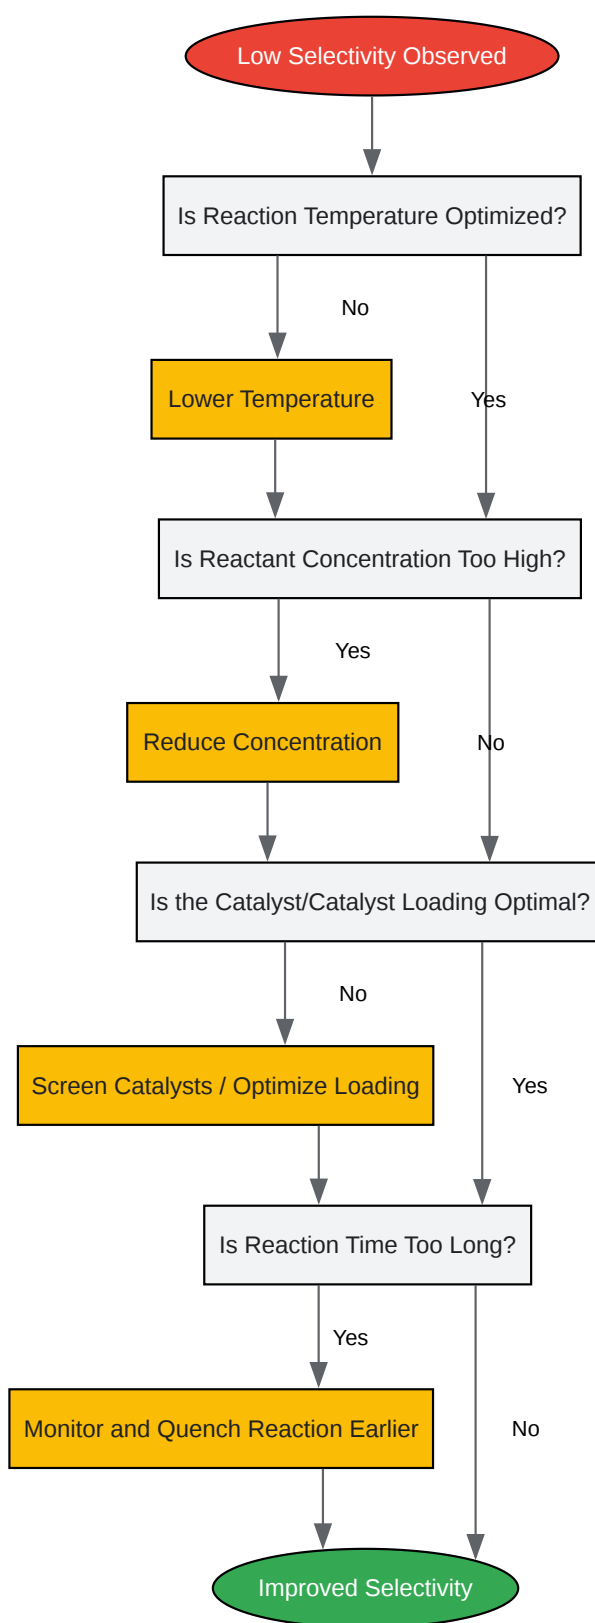 Low Selectivity Observed
Is Reaction Temperature Optimized?
No
Lower Temperature
Yes
Is Reactant Concentration Too High?
Yes
Reduce Concentration
No
Is the Catalyst/Catalyst Loading Optimal?
No
Screen Catalysts / Optimize Loading
Yes
Is Reaction Time Too Long?
Yes
Monitor and Quench Reaction Earlier
No
Improved Selectivity